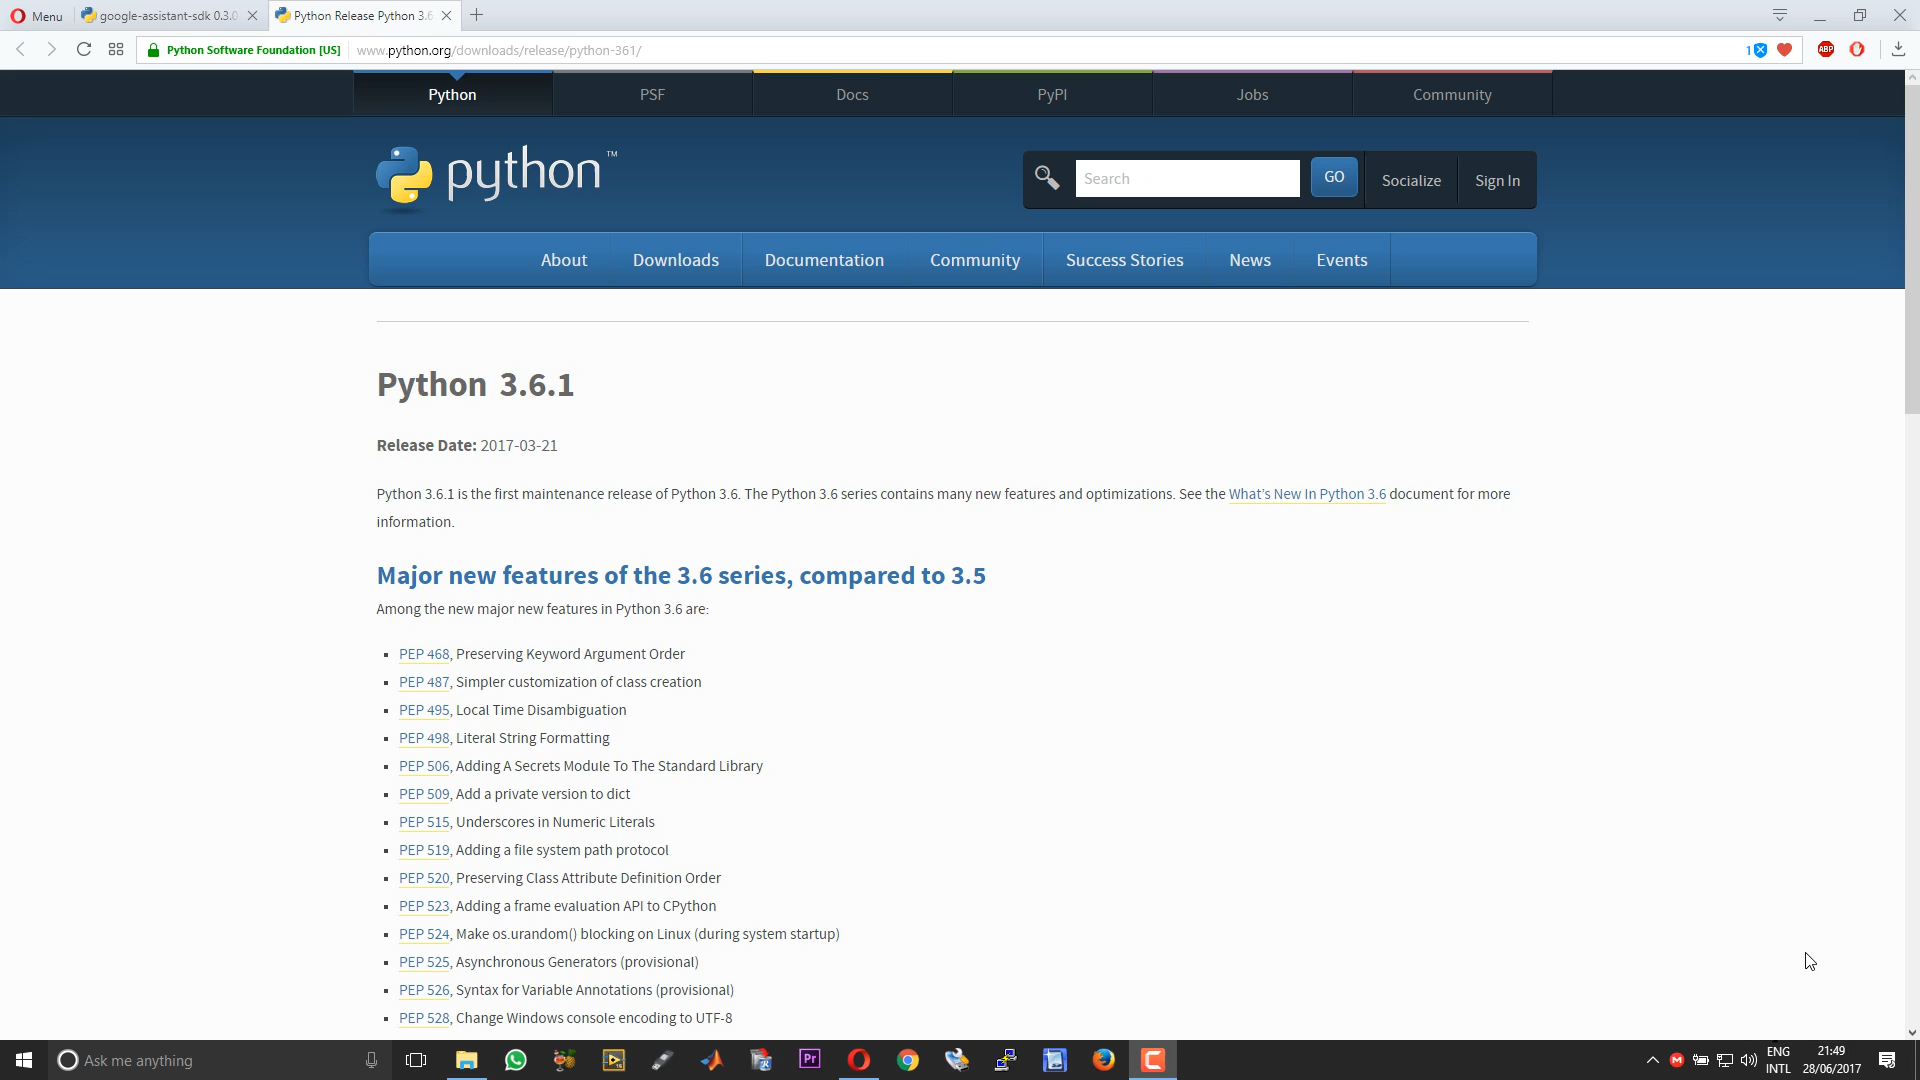 Menu
google-assistant-sdk 0.3.0
Python Release Python 3.6
Python Software Foundation [US]
www.python.org/downloads/release/python-361/
1
ABP
Python
PSF
Docs
PyPI
Jobs
Community
python™
Search
GO
Socialize
Sign In
About
Downloads
Documentation
Community
Success Stories
News
Events
Python 3.6.1
Release Date: 2017-03-21
Python 3.6.1 is the first maintenance release of Python 3.6. The Python 3.6 series contains many new features and optimizations. See the What's New In Python 3.6 document for more
information.
Major new features of the 3.6 series, compared to 3.5
Among the new major new features in Python 3.6 are:
PEP 468, Preserving Keyword Argument Order
PEP 487, Simpler customization of class creation
PEP 495, Local Time Disambiguation
PEP 498, Literal String Formatting
PEP 506, Adding A Secrets Module To The Standard Library
PEP 509, Add a private version to dict
PEP 515, Underscores in Numeric Literals
PEP 519, Adding a file system path protocol
PEP 520, Preserving Class Attribute Definition Order
PEP 523, Adding a frame evaluation API to CPython
PEP 524, Make os.urandom() blocking on Linux (during system startup)
PEP 525, Asynchronous Generators (provisional)
PEP 526, Syntax for Variable Annotations (provisional)
PEP 528, Change Windows console encoding to UTF-8
Ask me anything
Pr
ENG
INTL
21:49
28/06/2017